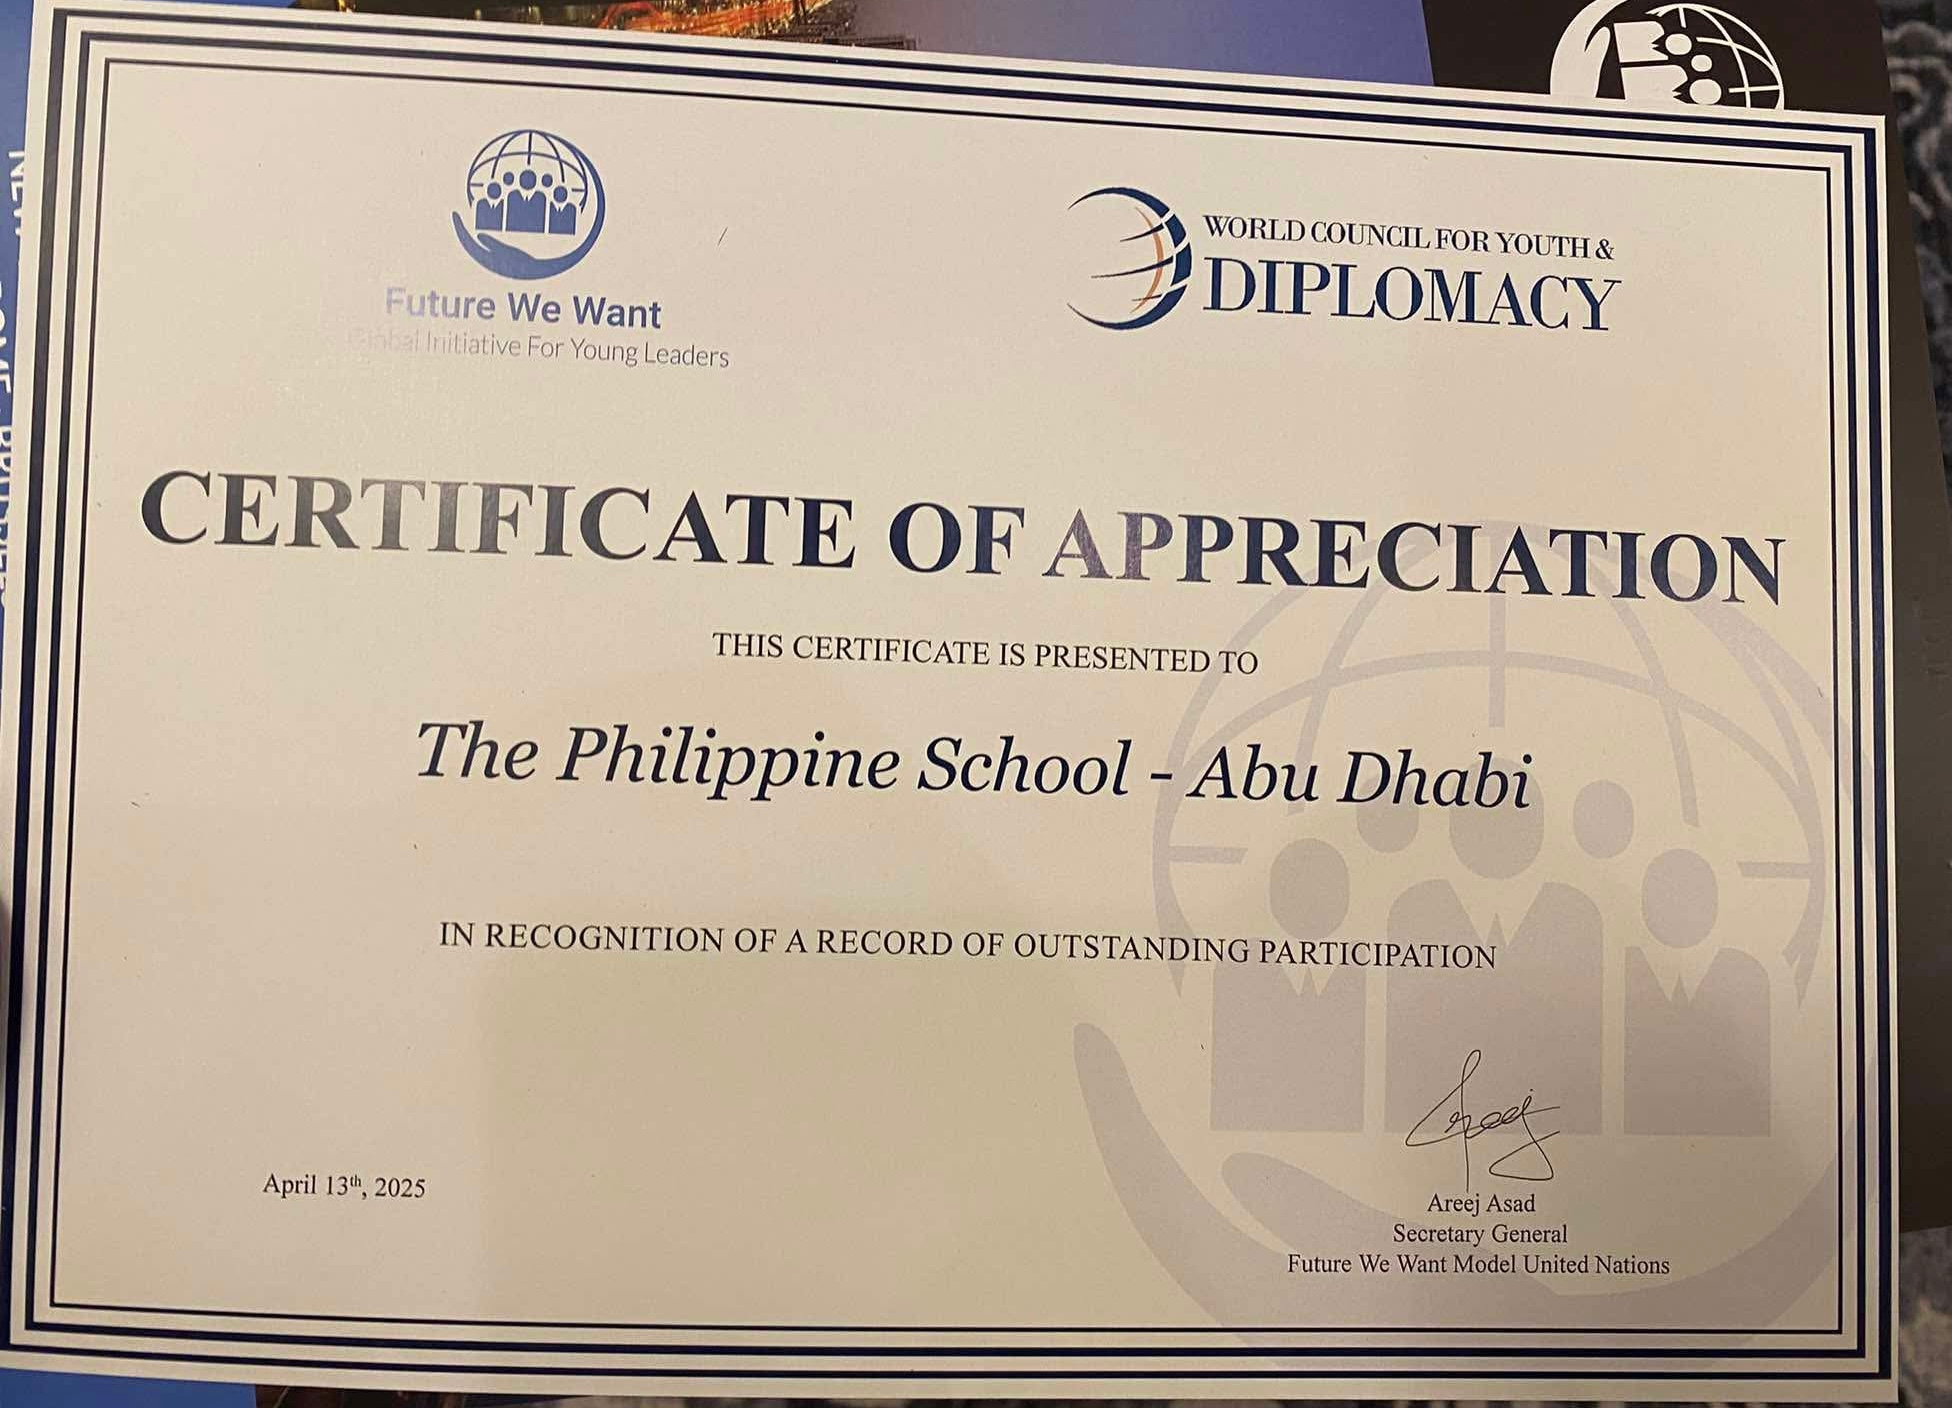 Future We Want
Global Initiative For Young Leaders
WORLD COUNCIL FOR YOUTH &
DIPLOMACY
CERTIFICATE OF APPRECIATION
THIS CERTIFICATE IS PRESENTED TO
The Philippine School - Abu Dhabi
IN RECOGNITION OF A RECORD OF OUTSTANDING PARTICIPATION
April 13th, 2025
Areej
Areej Asad
Secretary General
Future We Want Model United Nations